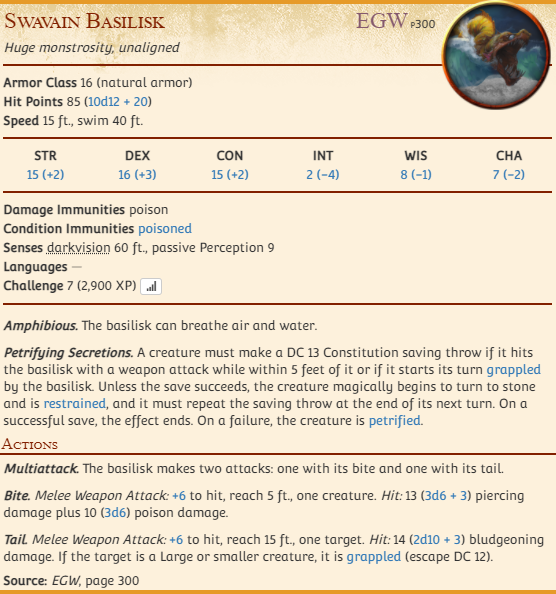 Swavain Basilisk EGW P300
Huge monstrosity, unaligned
Armor Class 16 (natural armor)
Hit Points 85 (10d12 + 20)
Speed 15 ft., swim 40 ft.
STR DEX CON INT WIS CHA
15 (+2) 16 (+3) 15 (+2) 2 (−4) 8 (−1) 7 (−2)
Damage Immunities poison
Condition Immunities poisoned
Senses darkvision 60 ft., passive Perception 9
Languages —
Challenge 7 (2,900 XP)
Amphibious. The basilisk can breathe air and water.
Petrifying Secretions. A creature must make a DC 13 Constitution saving throw if it hits
the basilisk with a weapon attack while within 5 feet of it or if it starts its turn grappled
by the basilisk. Unless the save succeeds, the creature magically begins to turn to stone
and is restrained, and it must repeat the saving throw at the end of its next turn. On a
successful save, the effect ends. On a failure, the creature is petrified.
Actions
Multiattack. The basilisk makes two attacks: one with its bite and one with its tail.
Bite. Melee Weapon Attack: +6 to hit, reach 5 ft., one creature. Hit: 13 (3d6 + 3) piercing
damage plus 10 (3d6) poison damage.
Tail. Melee Weapon Attack: +6 to hit, reach 15 ft., one target. Hit: 14 (2d10 + 3) bludgeoning
damage. If the target is a Large or smaller creature, it is grappled (escape DC 12).
Source: EGW, page 300